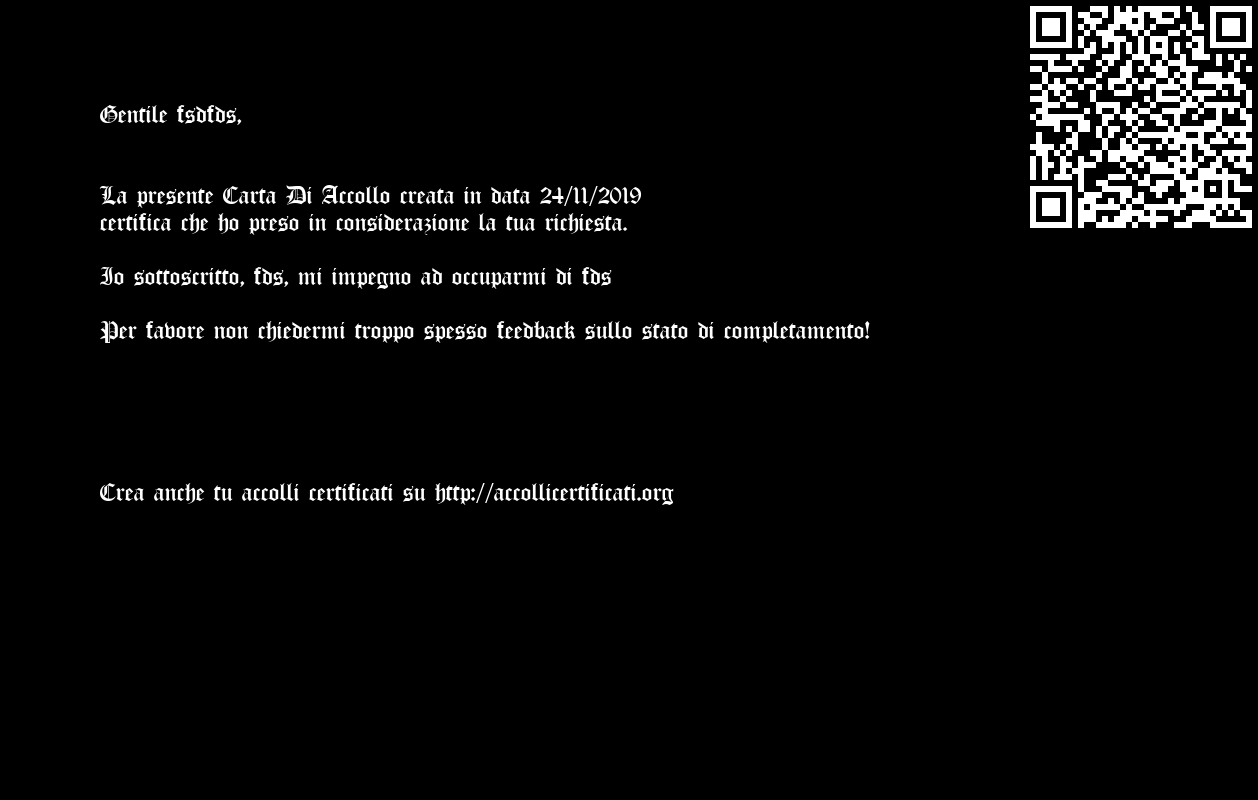 Gentile fsdfds,
La presente Carta Di Accollo creata in data 24/11/2019
certifica che ho preso in considerazione la tua richiesta.
Io sottoscritto, fds, mi impegno ad occuparmi di fds
Per favore non chiedermi troppo spesso feedback sullo stato di completamento!
Crea anche tu accolli certificati su http://accollicertificati.org